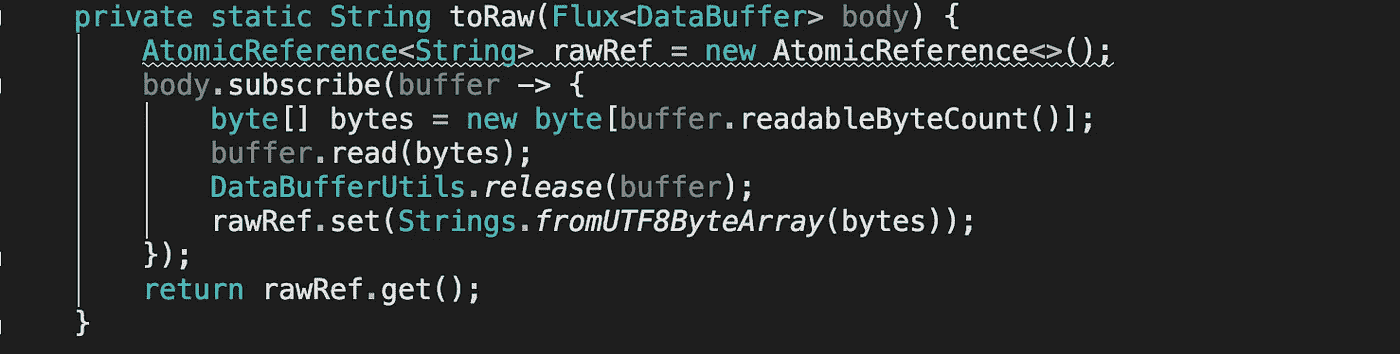 private static String toRaw(Flux<DataBuffer> body) {
    AtomicReference<String> rawRef = new AtomicReference<>();
    body.subscribe(buffer -> {
        byte[] bytes = new byte[buffer.readableByteCount()];
        buffer.read(bytes);
        DataBufferUtils.release(buffer);
        rawRef.set(Strings.fromUTF8ByteArray(bytes));
    });
    return rawRef.get();
}